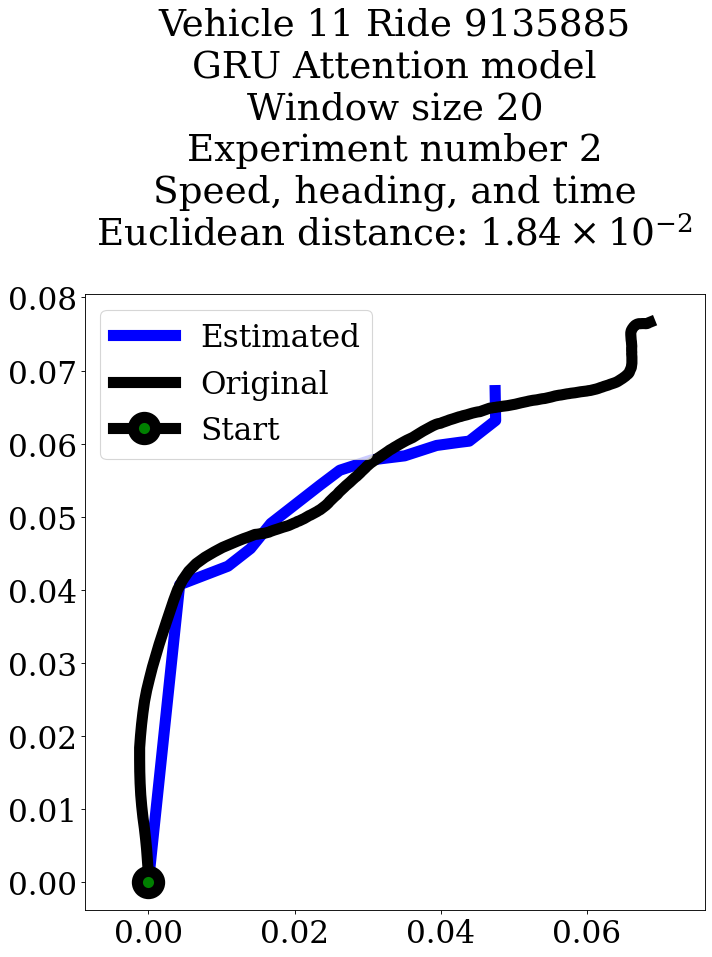 Vehicle 11 Ride 9135885
GRU Attention model
Window size 20
Experiment number 2
Speed, heading, and time
Euclidean distance: 1.84 × 10⁻²
0.08
0.07
0.06
0.05
0.04
0.03
0.02
0.01
0.00
Estimated
Original
Start
0.00 0.02 0.04 0.06